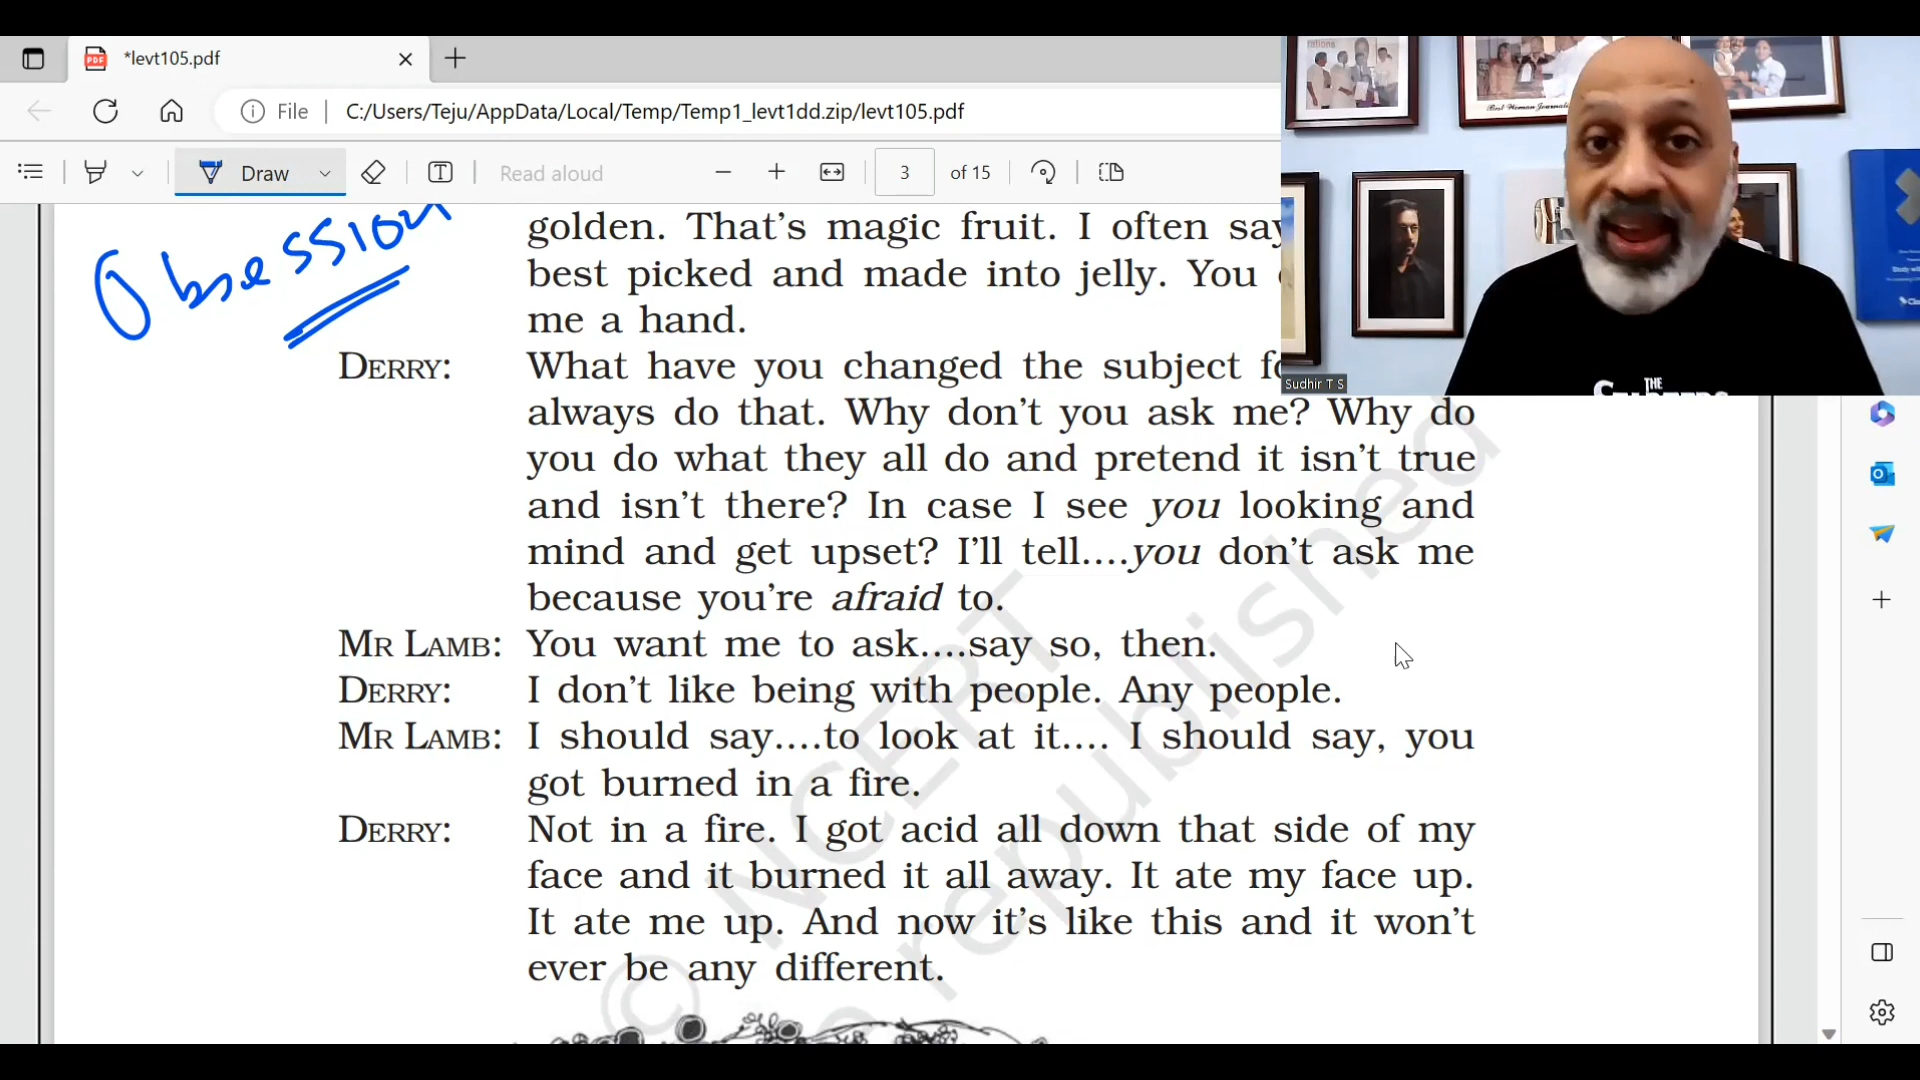 *levt105.pdf
File
C:/Users/Teju/AppData/Local/Temp/Temp1_levt1dd.zip/levt105.pdf
Draw
Read aloud
3 of 15
Obsession
golden. That's magic fruit. I often say
best picked and made into jelly. You
me a hand.
DERRY: What have you changed the subject
always do that. Why don't you ask me? Why do
you do what they all do and pretend it isn't true
and isn't there? In case I see you looking and
mind and get upset? I'll tell....you don't ask me
because you're afraid to.
MR LAMB: You want me to ask....say so, then.
DERRY: I don't like being with people. Any people.
MR LAMB: I should say....to look at it.... I should say, you
got burned in a fire.
DERRY: Not in a fire. I got acid all down that side of my
face and it burned it all away. It ate my face up.
It ate me up. And now it's like this and it won't
ever be any different.
© NCERT
republished
Sudhir T S
THE